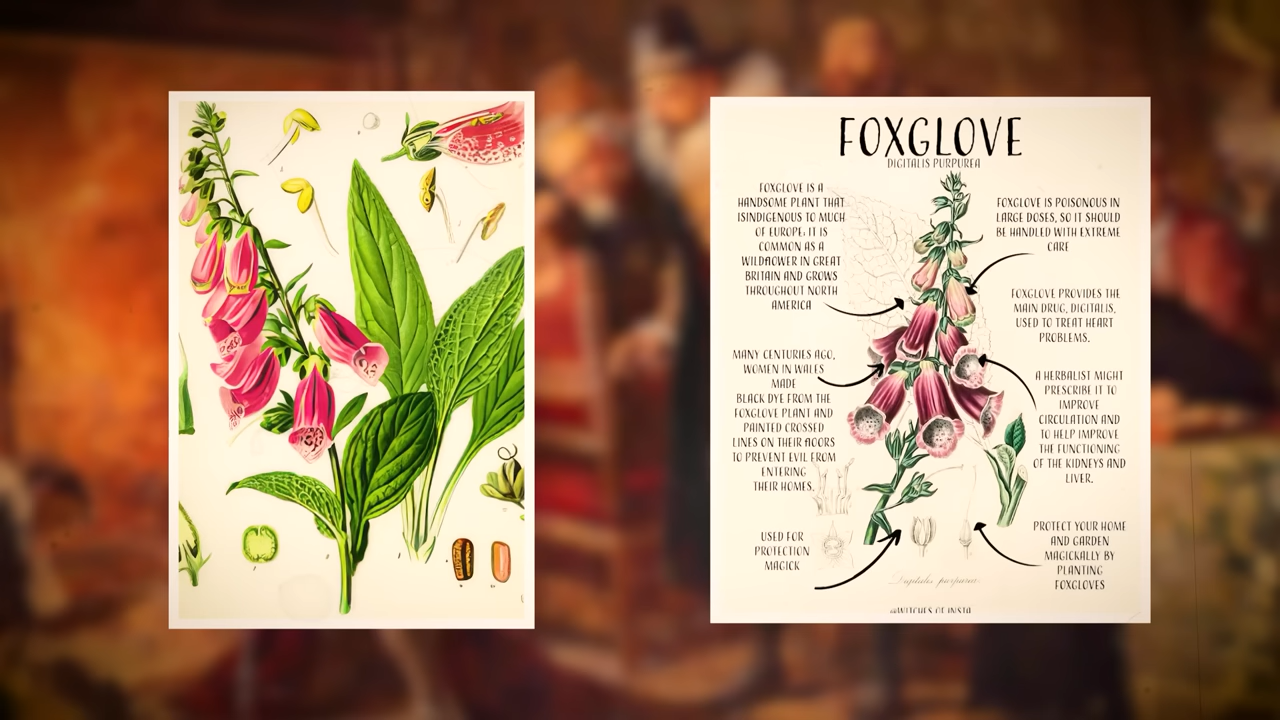 FOXGLOVE
DIGITALIS PURPUREA
FOXGLOVE IS A
HANDSOME PLANT THAT
ISINDIGENOUS TO MUCH
OF EUROPE. IT IS
COMMON AS A
WILDFLOWER IN GREAT
BRITAIN AND GROWS
THROUGHOUT NORTH
AMERICA
MANY CENTURIES AGO,
WOMEN IN WALES
MADE
BLACK DYE FROM THE
FOXGLOVE PLANT AND
PAINTED CROSSED
LINES ON THEIR FLOORS
TO PREVENT EVIL FROM
ENTERING
THEIR HOMES.
USED FOR
PROTECTION
MAGICK
FOXGLOVE IS POISONOUS IN
LARGE DOSES, SO IT SHOULD
BE HANDLED WITH EXTREME
CARE
FOXGLOVE PROVIDES THE
MAIN DRUG, DIGITALIS,
USED TO TREAT HEART
PROBLEMS.
A HERBALIST MIGHT
PRESCRIBE IT TO
IMPROVE
CIRCULATION AND
TO HELP IMPROVE
THE FUNCTIONING
OF THE KIDNEYS AND
LIVER.
PROTECT YOUR HOME
AND GARDEN
MAGICKALLY BY
PLANTING
FOXGLOVES
Digitalis purpurea
@WITCHES OF INSTA